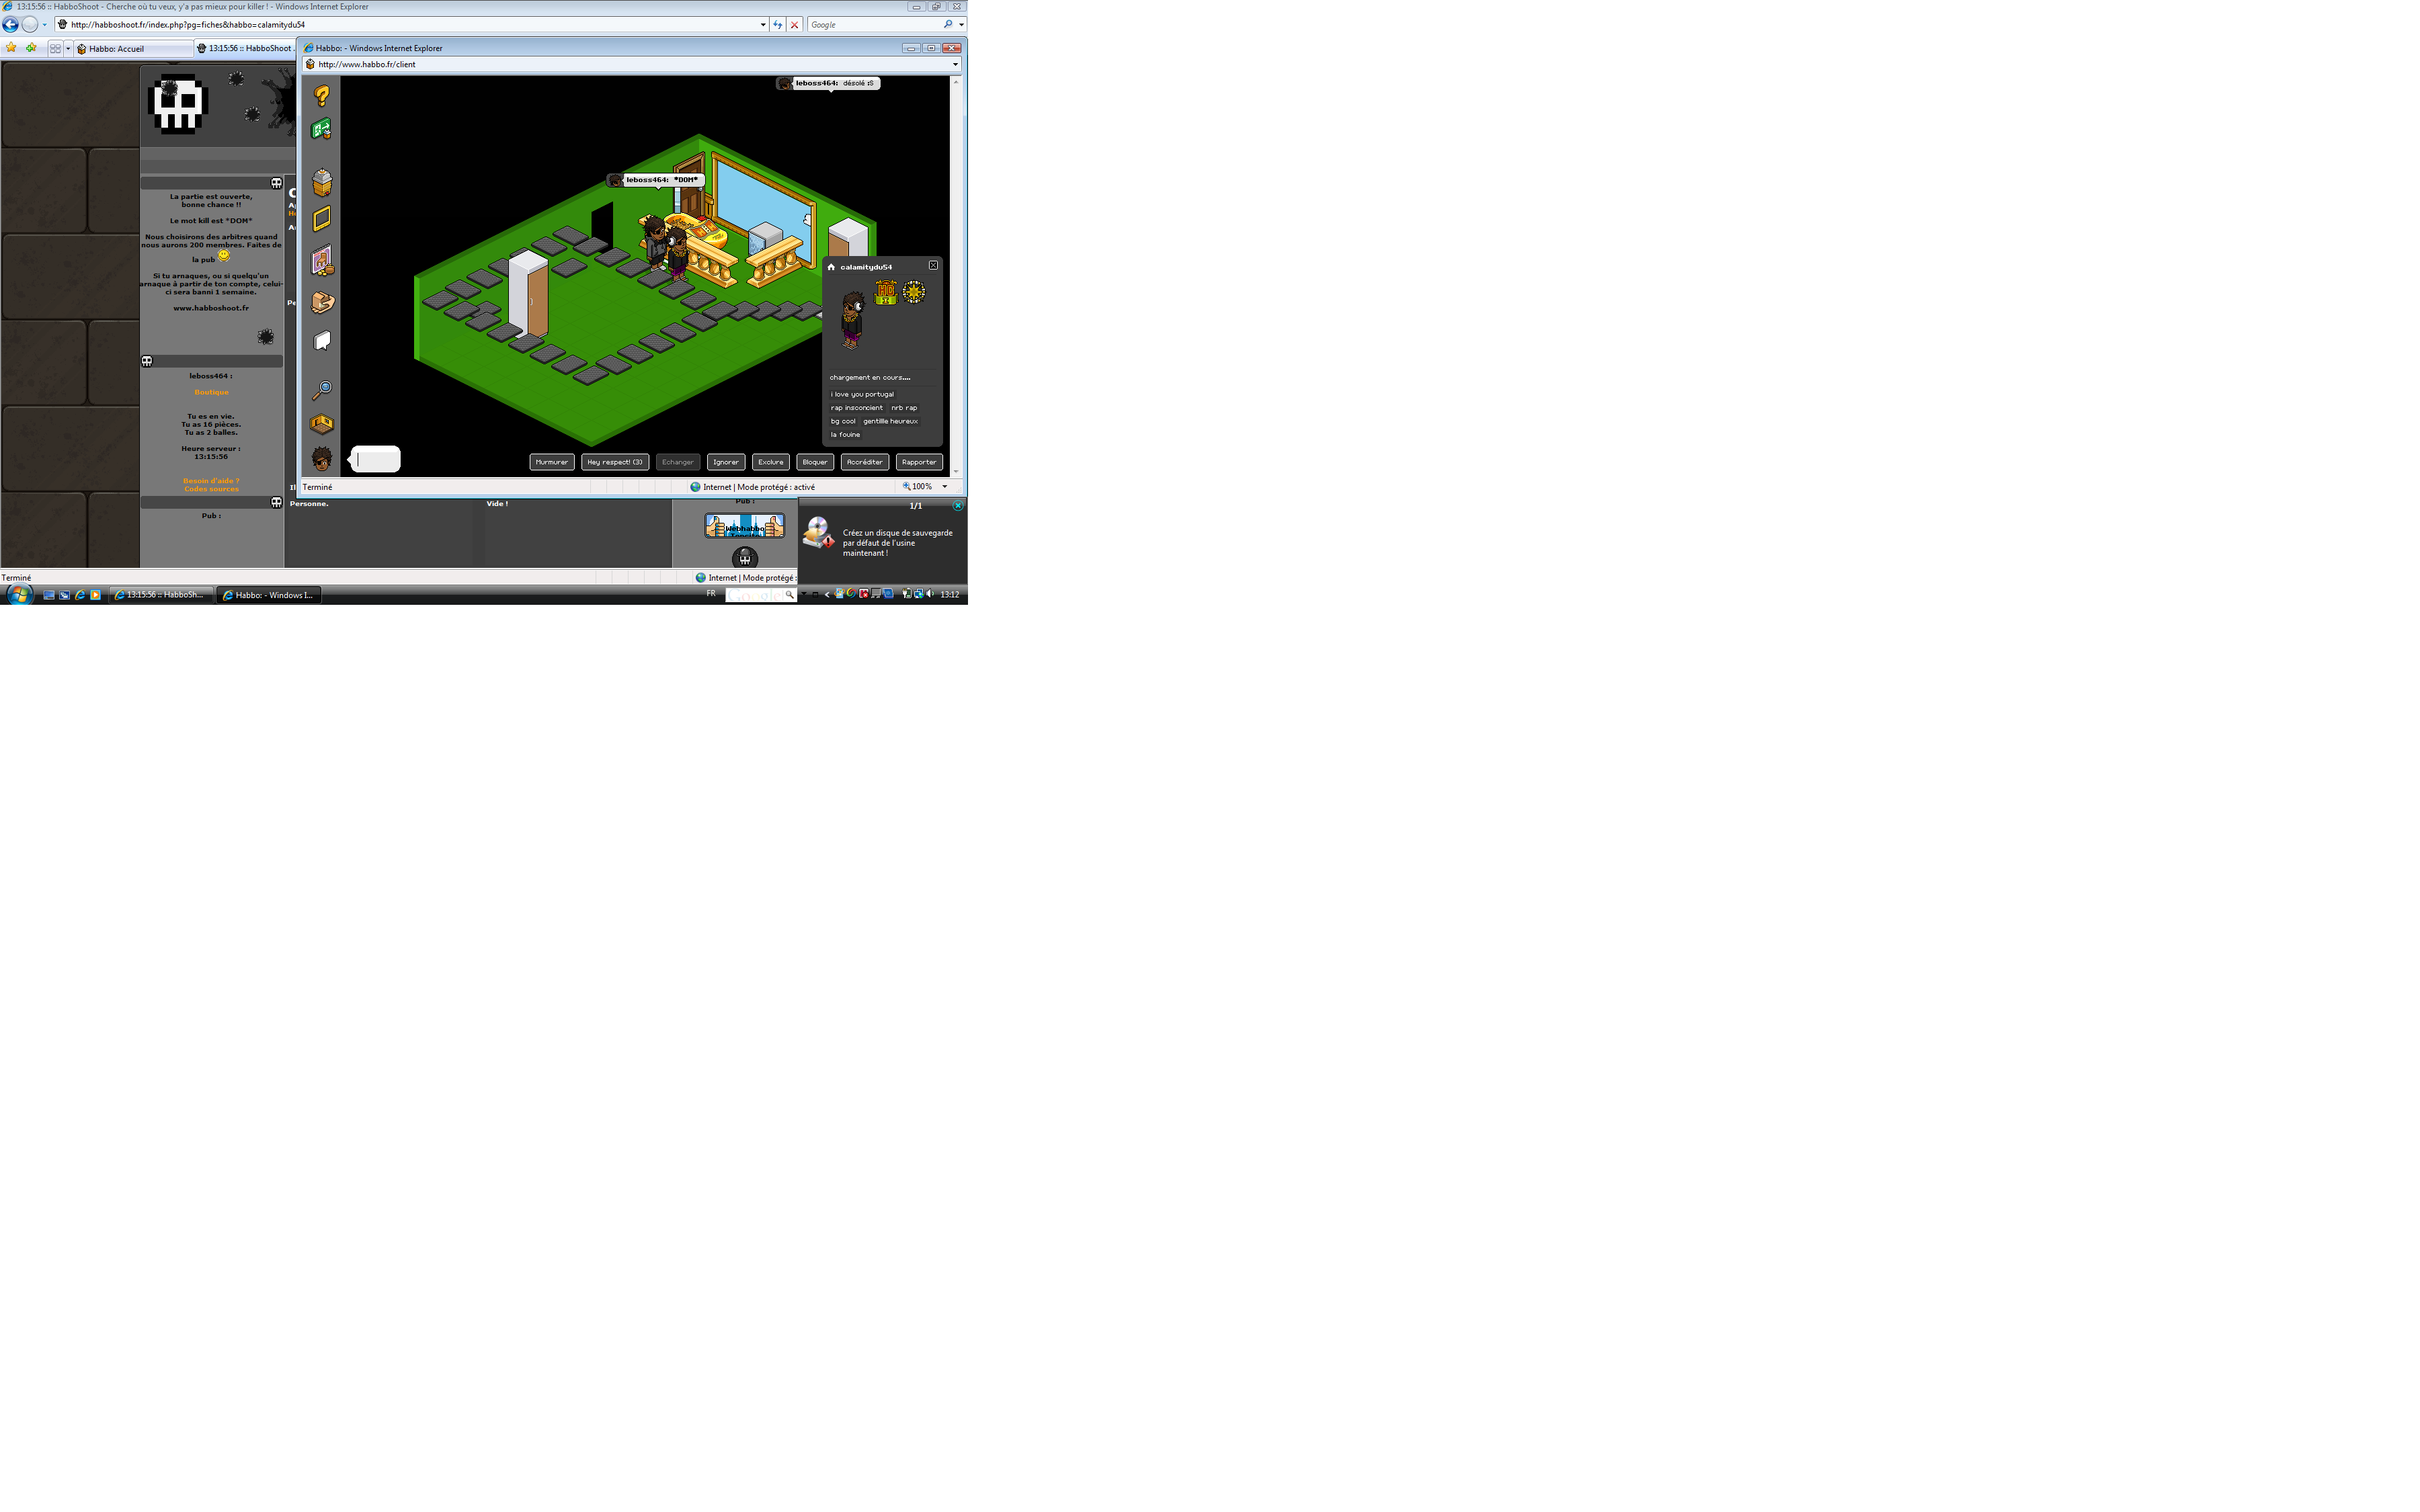 13:15:56 :: HabboShoot - Cherche où tu veux, y'a pas mieux pour killer ! - Windows Internet Explorer
http://habboshoot.fr/index.php?pg=fiches&habbo=calamitydu54
Google
Habbo: Accueil
13:15:56 :: HabboShoot
Habbo: - Windows Internet Explorer
http://www.habbo.fr/client
leboss464: désolé :S
leboss464: *DOM*
La partie est ouverte,
bonne chance !!
Le mot kill est *DOM*
Nous choisirons des arbitres quand
nous aurons 200 membres. Faites de
la pub
Si tu arnaques, ou si quelqu'un
arnaque à partir de ton compte, celui-
ci sera banni 1 semaine.
www.habboshoot.fr
leboss464 :
Boutique
Tu es en vie.
Tu as 16 pièces.
Tu as 2 balles.
Heure serveur :
13:15:56
Besoin d'aide ?
Codes sources
Pub :
calamitydu54
chargement en cours.....
i love you portugal
rap insconcient nrb rap
bg cool gentillle heureux
la fouine
Murmurer Hey respect! (3) Echanger Ignorer Exclure Bloquer Accréditer Rapporter
Terminé
Internet | Mode protégé : activé
100%
Personne.
Vide !
Pub :
Webhabbo
1/1
Créez un disque de sauvegarde
par défaut de l'usine
maintenant !
Terminé
Internet | Mode protégé :
13:15:56 :: HabboSh...
Habbo: - Windows I...
FR
Google
13:12